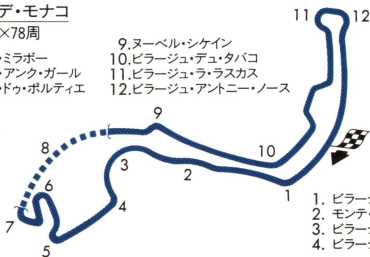 デ・モナコ
×78周
・ミラボー
アンク・ガール
・ドゥ・ポルティエ
9.ヌーベル・シケイン
10.ビラージュ・デュ・タバコ
11.ビラージュ・ラ・ラスカス
12.ビラージュ・アントニー・ノース
11
12
9
8
10
3
2
6
1
4
7
5
1. ビラー
2. モンテ・
3. ビラー
4. ビラー